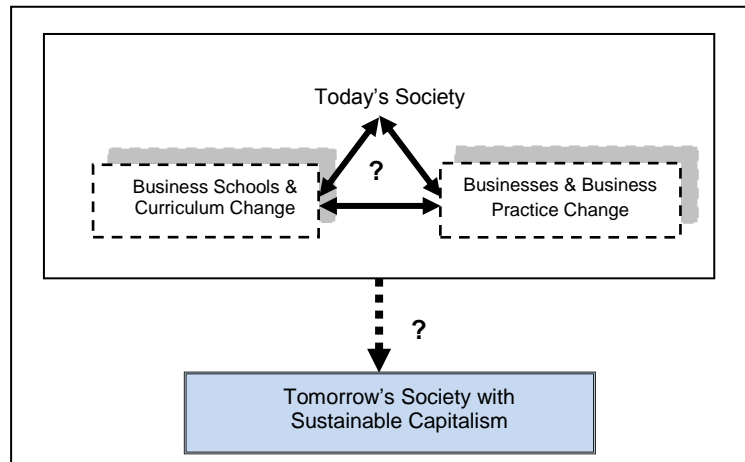 Today's Society
?
Business Schools &
Curriculum Change
Businesses & Business
Practice Change
?
Tomorrow's Society with
Sustainable Capitalism